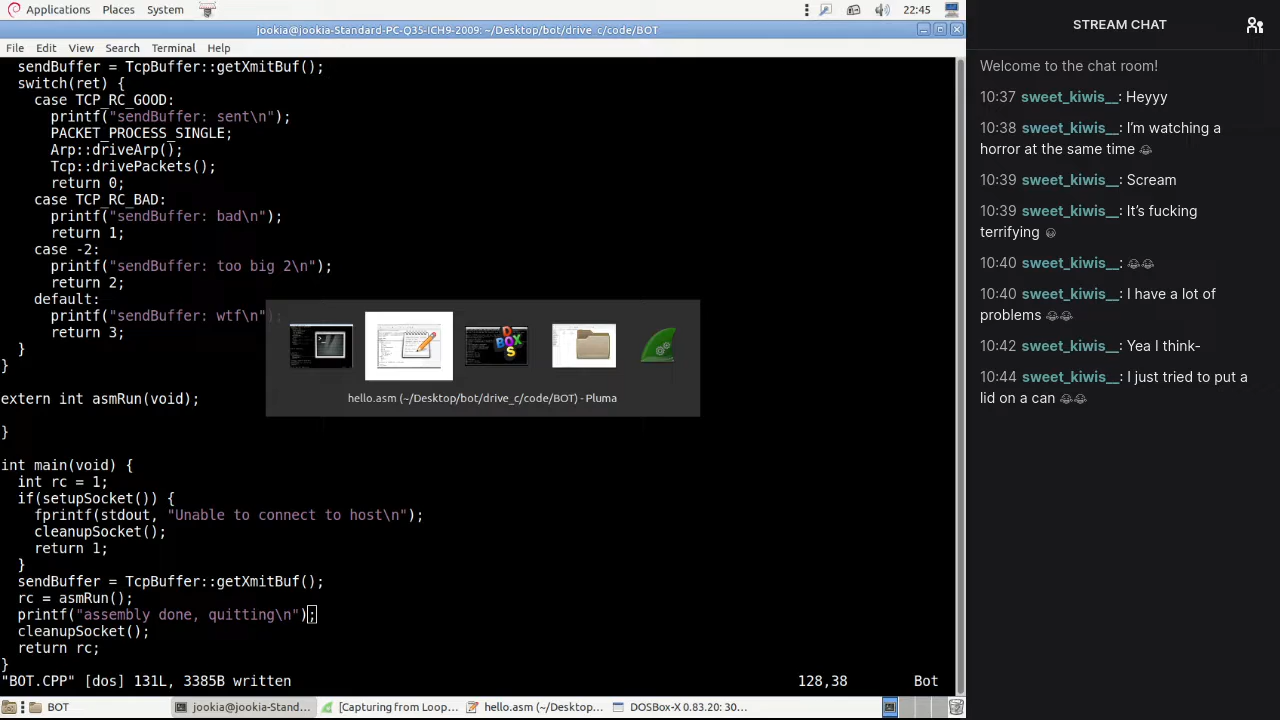 Applications Places System 22:45
jookia@jookia-Standard-PC-Q35-ICH9-2009: ~/Desktop/bot/drive_c/code/BOT
File Edit View Search Terminal Help
sendBuffer = TcpBuffer::getXmitBuf();
switch(ret) {
case TCP_RC_GOOD:
printf("sendBuffer: sent\n");
PACKET_PROCESS_SINGLE;
Arp::driveArp();
Tcp::drivePackets();
return 0;
case TCP_RC_BAD:
printf("sendBuffer: bad\n");
return 1;
case -2:
printf("sendBuffer: too big 2\n");
return 2;
default:
printf("sendBuffer: wtf\n");
return 3;
}
}
extern int asmRun(void);
}
int main(void) {
int rc = 1;
if(setupSocket()) {
fprintf(stdout, "Unable to connect to host\n");
cleanupSocket();
return 1;
}
sendBuffer = TcpBuffer::getXmitBuf();
rc = asmRun();
printf("assembly done, quitting\n");
cleanupSocket();
return rc;
}
"BOT.CPP" [dos] 131L, 3385B written 128,38 Bot
DOS BOX
hello.asm (~/Desktop/bot/drive_c/code/BOT) - Pluma
BOT jookia@jookia-Stand... [Capturing from Loop... hello.asm (~/Desktop... DOSBox-X 0.83.20: 30...
STREAM CHAT
Welcome to the chat room!
10:37 sweet_kiwis__: Heyyy
10:38 sweet_kiwis__: I'm watching a
horror at the same time 😂
10:39 sweet_kiwis__: Scream
10:39 sweet_kiwis__: It's fucking
terrifying 😃
10:40 sweet_kiwis__: 😂😂
10:40 sweet_kiwis__: I have a lot of
problems 😂😂
10:42 sweet_kiwis__: Yea I think-
10:44 sweet_kiwis__: I just tried to put a
lid on a can 😂😂